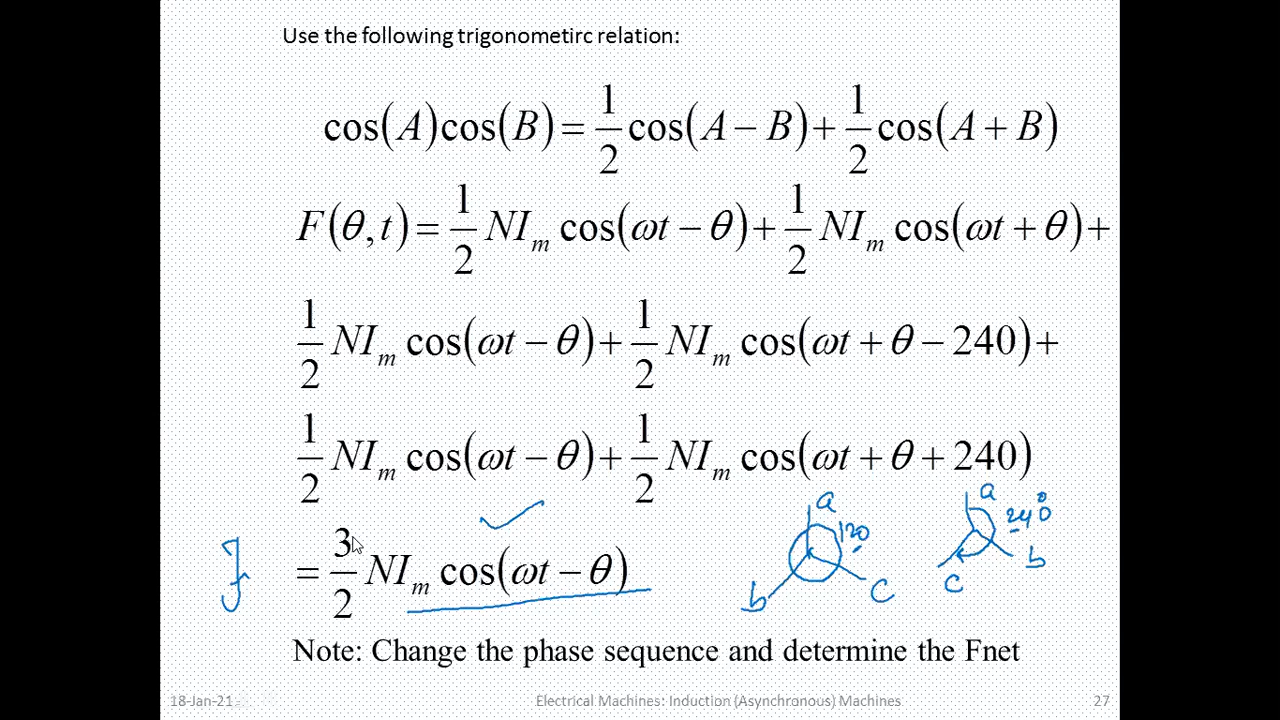 Use the following trigonometirc relation:
cos(A)cos(B)=1/2 cos(A−B)+1/2 cos(A+B)
F(θ,t)=1/2 NI_m cos(ωt−θ)+1/2 NI_m cos(ωt+θ)+
1/2 NI_m cos(ωt−θ)+1/2 NI_m cos(ωt+θ−240)+
1/2 NI_m cos(ωt−θ)+1/2 NI_m cos(ωt+θ+240)
a 120 b c
a 240° b c
=3/2 NI_m cos(ωt−θ)
Note: Change the phase sequence and determine the Fnet
18-Jan-21
Electrical Machines: Induction (Asynchronous) Machines
27